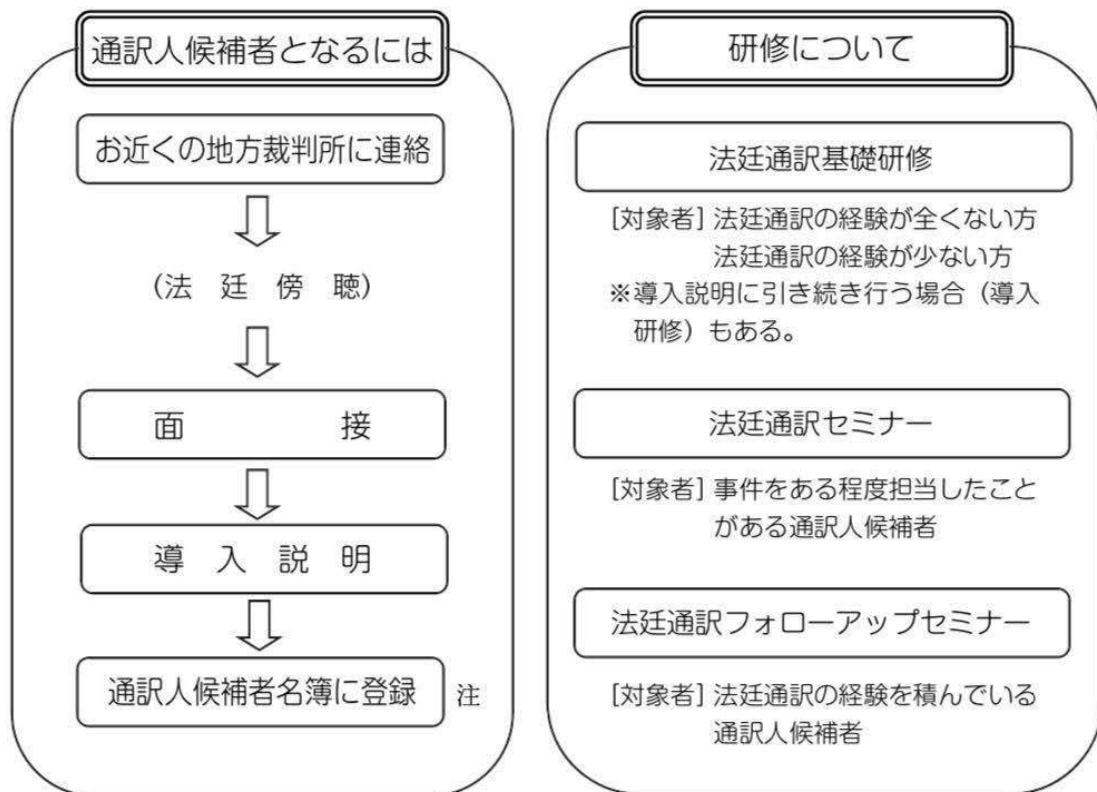 通訳人候補者となるには
お近くの地方裁判所に連絡
(法 廷 傍 聴)
面 接
導 入 説 明
通訳人候補者名簿に登録 注
研修について
法廷通訳基礎研修
[対象者] 法廷通訳の経験が全くない方
法廷通訳の経験が少ない方
※導入説明に引き続き行う場合(導入
研修)もある。
法廷通訳セミナー
[対象者] 事件をある程度担当したこと
がある通訳人候補者
法廷通訳フォローアップセミナー
[対象者] 法廷通訳の経験を積んでいる
通訳人候補者